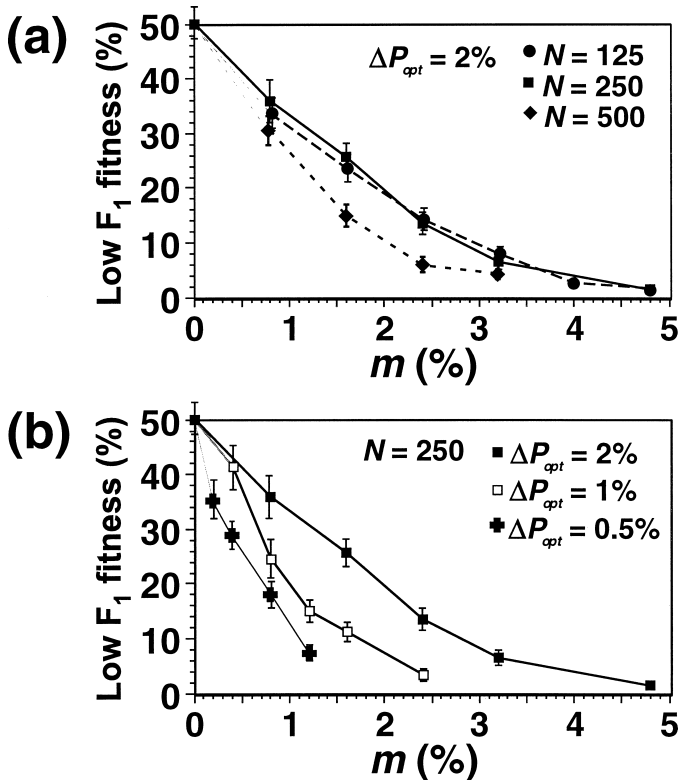 (a)
Low F1 fitness (%)
50
40
30
20
10
0
ΔPopt = 2%
N = 125
N = 250
N = 500
0 1 2 3 4 5
m (%)
(b)
Low F1 fitness (%)
50
40
30
20
10
0
N = 250
ΔPopt = 2%
ΔPopt = 1%
ΔPopt = 0.5%
0 1 2 3 4 5
m (%)